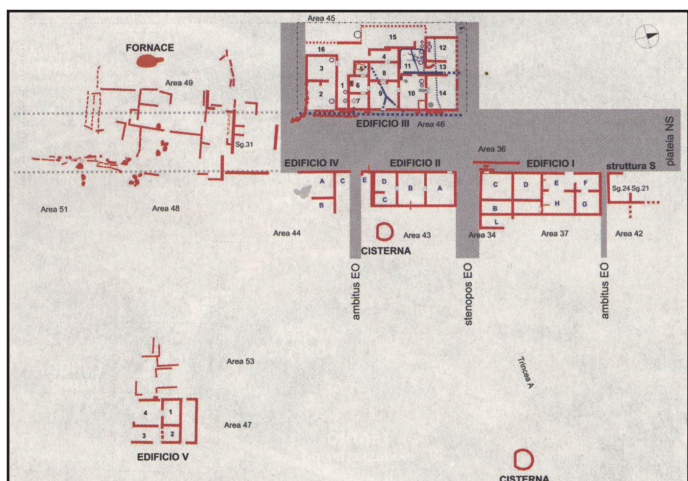 Area 45
15
16
12
4
FORNACE
3
5
11
13
Area 49
8
6
1
2
7
9
10
14
EDIFICIO III
Area 46
plateia NS
Sg.31
Area 36
EDIFICIO IV
EDIFICIO II
EDIFICIO I
struttura S
A
C
E
D
B
A
C
D
E
F
Sg.24 Sg.21
B
C
B
H
G
L
Area 51
Area 48
Area 44
Area 43
Area 34
Area 37
Area 42
CISTERNA
ambitus EO
stenopos EO
ambitus EO
Area 53
Trincea A
4
1
Area 47
3
2
EDIFICIO V
CISTERNA